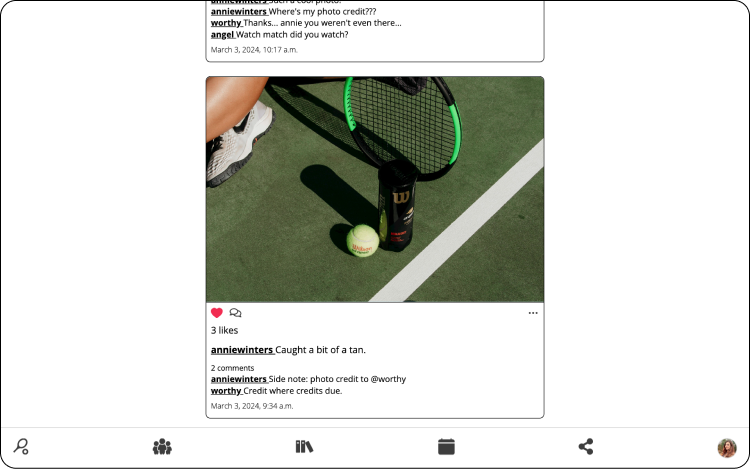 anniewinters Such a cool photo!
anniewinters Where's my photo credit???
worthy Thanks... annie you weren't even there...
angel Watch match did you watch?
March 3, 2024, 10:17 a.m.
W
Wilson
3 likes
anniewinters Caught a bit of a tan.
2 comments
anniewinters Side note: photo credit to @worthy
worthy Credit where credits due.
March 3, 2024, 9:34 a.m.